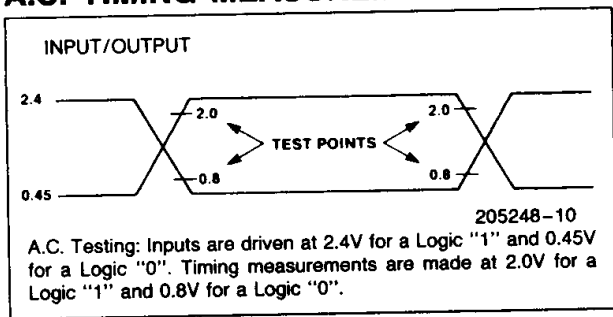 INPUT/OUTPUT
2.4
2.0
2.0
TEST POINTS
0.8
0.8
0.45
205248-10
A.C. Testing: Inputs are driven at 2.4V for a Logic "1" and 0.45V
for a Logic "0". Timing measurements are made at 2.0V for a
Logic "1" and 0.8V for a Logic "0".